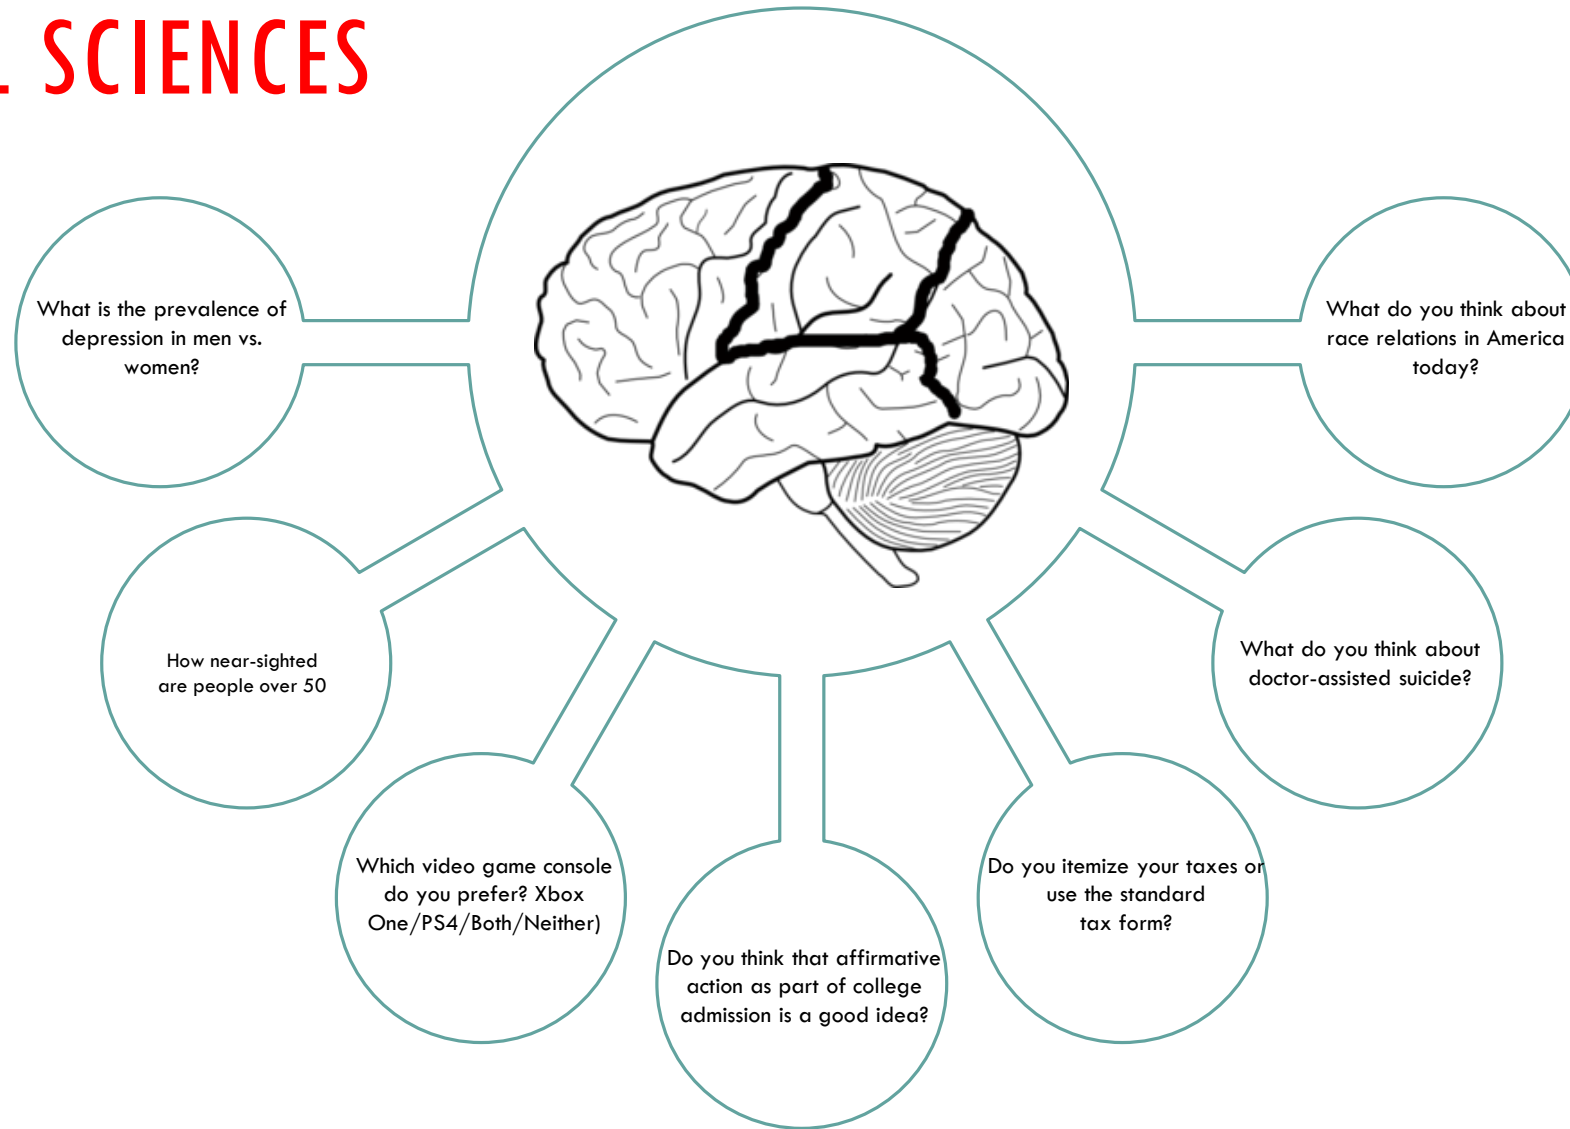 L SCIENCES
What is the prevalence of
depression in men vs.
women?
How near-sighted
are people over 50
Which video game console
do you prefer? Xbox
One/PS4/Both/Neither)
Do you think that affirmative
action as part of college
admission is a good idea?
Do you itemize your taxes or
use the standard
tax form?
What do you think about
doctor-assisted suicide?
What do you think about
race relations in America
today?